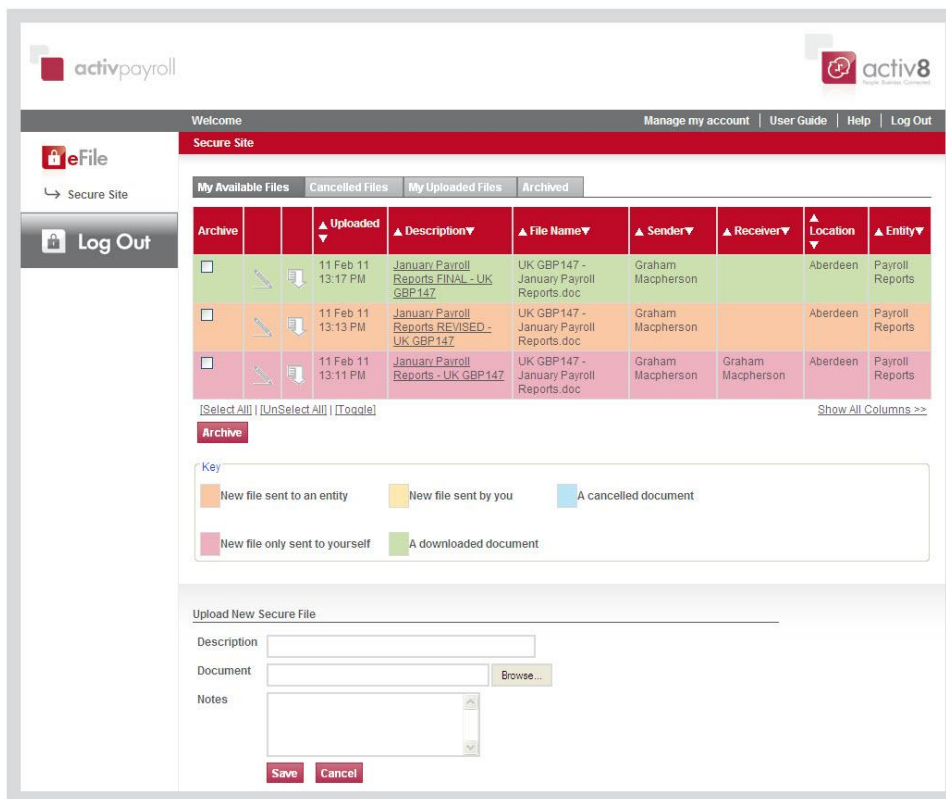 activpayroll
activ8
People. Business. Connected.
Welcome
Manage my account | User Guide | Help | Log Out
eFile
Secure Site
Log Out
Secure Site
My Available Files Cancelled Files My Uploaded Files Archived
Archive ▲ Uploaded ▼ ▲ Description▼ ▲ File Name▼ ▲ Sender▼ ▲ Receiver▼ ▲ Location ▼ ▲ Entity▼
11 Feb 11 January Payroll UK GBP147 - Graham Aberdeen Payroll
13:17 PM Reports FINAL - UK January Payroll Macpherson Reports
GBP147 Reports.doc
11 Feb 11 January Payroll UK GBP147 - Graham Aberdeen Payroll
13:13 PM Reports REVISED - January Payroll Macpherson Reports
UK GBP147 Reports.doc
11 Feb 11 January Payroll UK GBP147 - Graham Graham Aberdeen Payroll
13:11 PM Reports - UK GBP147 January Payroll Macpherson Macpherson Reports
Reports.doc
[Select All] | [UnSelect All] | [Toggle] Show All Columns >>
Archive
Key
New file sent to an entity New file sent by you A cancelled document
New file only sent to yourself A downloaded document
Upload New Secure File
Description
Document Browse...
Notes
Save Cancel